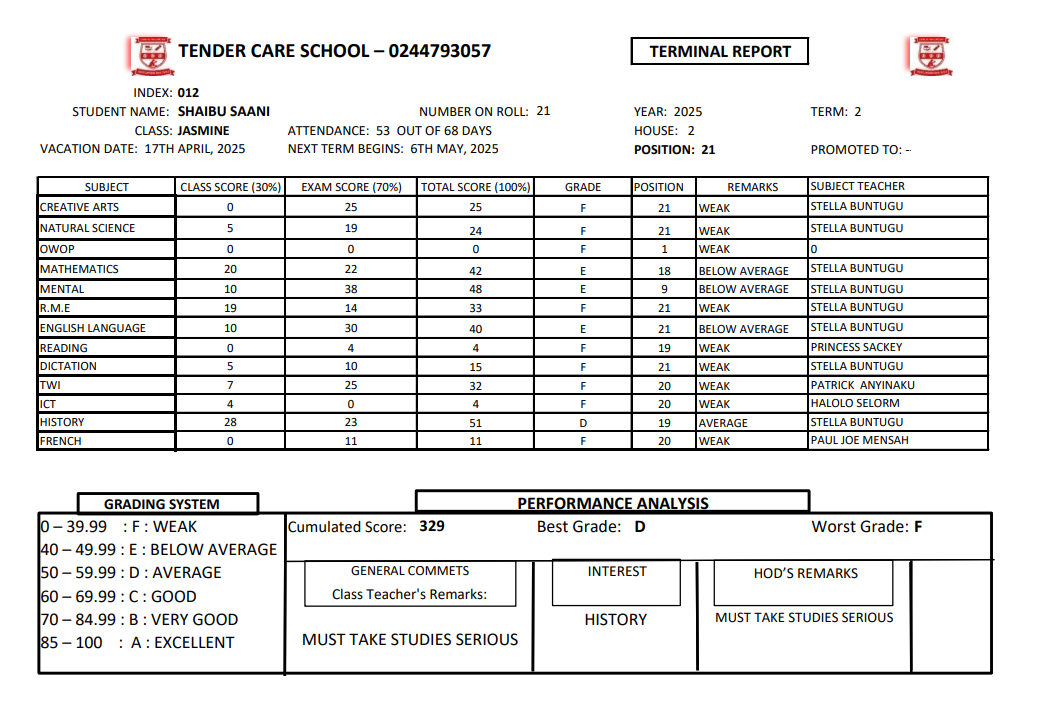 TENDER CARE SCHOOL – 0244793057
TERMINAL REPORT
INDEX: 012
STUDENT NAME: SHAIBU SAANI NUMBER ON ROLL: 21 YEAR: 2025 TERM: 2
CLASS: JASMINE ATTENDANCE: 53 OUT OF 68 DAYS HOUSE: 2
VACATION DATE: 17TH APRIL, 2025 NEXT TERM BEGINS: 6TH MAY, 2025 POSITION: 21 PROMOTED TO: --
SUBJECT CLASS SCORE (30%) EXAM SCORE (70%) TOTAL SCORE (100%) GRADE POSITION REMARKS SUBJECT TEACHER
CREATIVE ARTS 0 25 25 F 21 WEAK STELLA BUNTUGU
NATURAL SCIENCE 5 19 24 F 21 WEAK STELLA BUNTUGU
OWOP 0 0 0 F 1 WEAK 0
MATHEMATICS 20 22 42 E 18 BELOW AVERAGE STELLA BUNTUGU
MENTAL 10 38 48 E 9 BELOW AVERAGE STELLA BUNTUGU
R.M.E 19 14 33 F 21 WEAK STELLA BUNTUGU
ENGLISH LANGUAGE 10 30 40 E 21 BELOW AVERAGE STELLA BUNTUGU
READING 0 4 4 F 19 WEAK PRINCESS SACKEY
DICTATION 5 10 15 F 21 WEAK STELLA BUNTUGU
TWI 7 25 32 F 20 WEAK PATRICK ANYINAKU
ICT 4 0 4 F 20 WEAK HALOLO SELORM
HISTORY 28 23 51 D 19 AVERAGE STELLA BUNTUGU
FRENCH 0 11 11 F 20 WEAK PAUL JOE MENSAH
GRADING SYSTEM
0 – 39.99 : F : WEAK
40 – 49.99 : E : BELOW AVERAGE
50 – 59.99 : D : AVERAGE
60 – 69.99 : C : GOOD
70 – 84.99 : B : VERY GOOD
85 – 100 : A : EXCELLENT
PERFORMANCE ANALYSIS
Cumulated Score: 329 Best Grade: D Worst Grade: F
GENERAL COMMETS
Class Teacher's Remarks:
MUST TAKE STUDIES SERIOUS
INTEREST
HISTORY
HOD'S REMARKS
MUST TAKE STUDIES SERIOUS